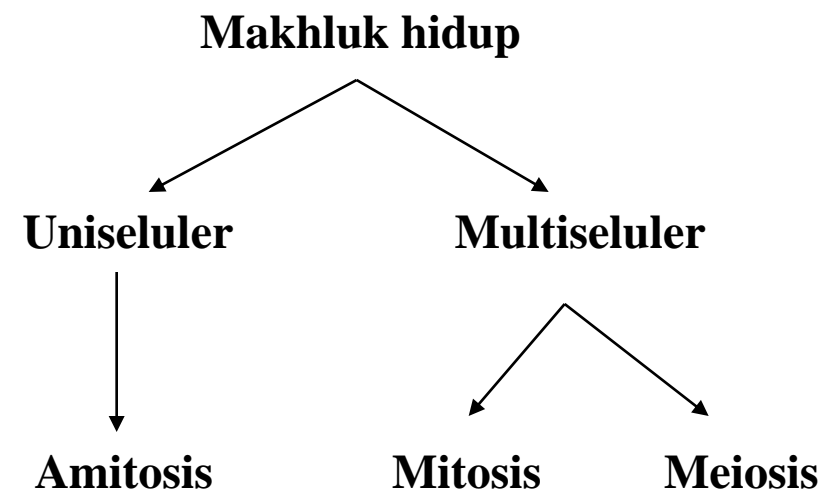 Makhluk hidup
Uniseluler Multiseluler
Amitosis Mitosis Meiosis